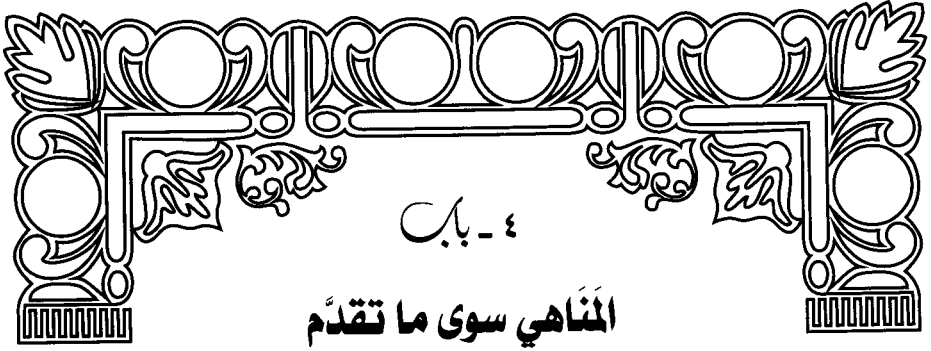 ٤ - باب
المَنَاهي سوى ما تقدَّم